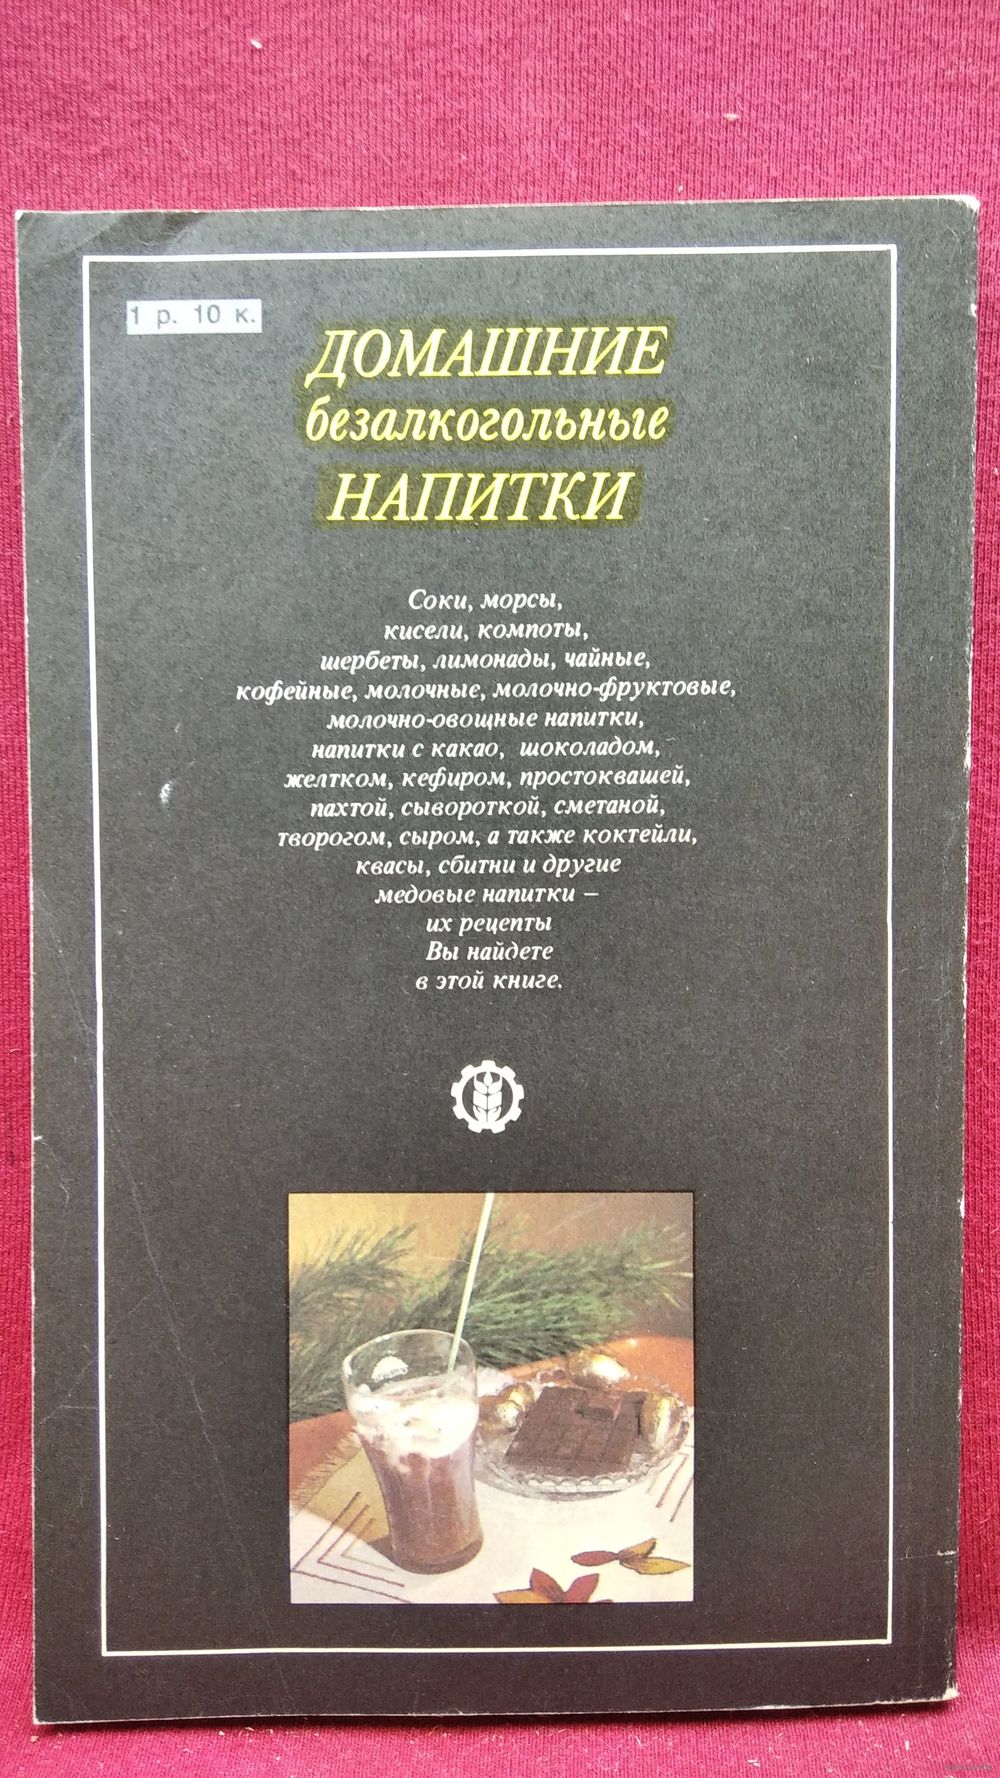 1 р. 10 к.
ДОМАШНИЕ
безалкогольные
НАПИТКИ
Соки, морсы,
кисели, компоты,
шербеты, лимонады, чайные,
кофейные, молочные, молочно-фруктовые,
молочно-овощные напитки,
напитки с какао, шоколадом,
желтком, кефиром, простоквашей,
пахтой, сывороткой, сметаной,
творогом, сыром, а также коктейли,
квасы, сбитни и другие
медовые напитки –
их рецепты
Вы найдете
в этой книге.